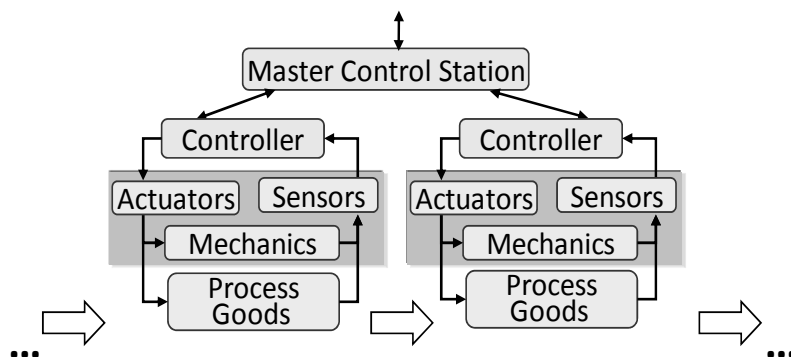 Master Control Station
Controller
Controller
Actuators
Sensors
Actuators
Sensors
Mechanics
Mechanics
Process
Goods
Process
Goods
...
...